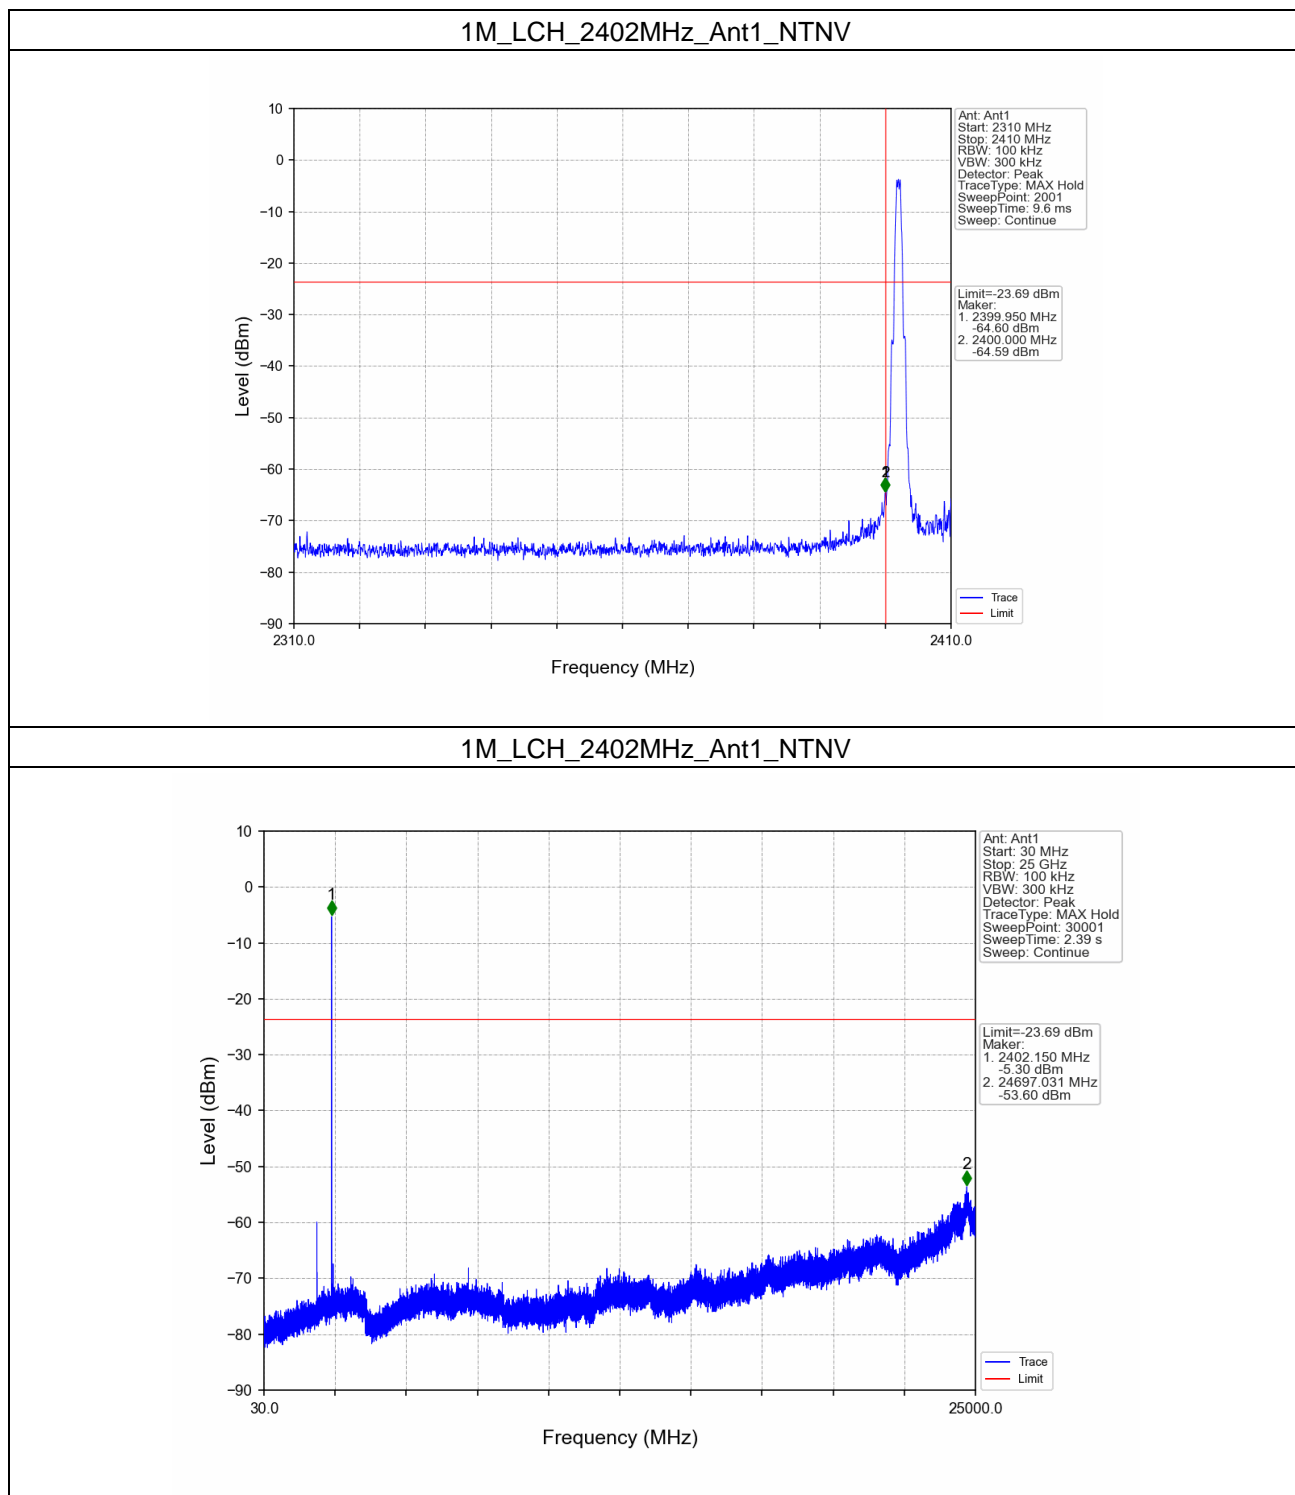 1M_LCH_2402MHz_Ant1_NTNV
10
0
−10
−20
−30
−40
−50
−60
−70
−80
−90
Level (dBm)
2310.0
2410.0
Frequency (MHz)
1
2
Ant: Ant1
Start: 2310 MHz
Stop: 2410 MHz
RBW: 100 kHz
VBW: 300 kHz
Detector: Peak
TraceType: MAX Hold
SweepPoint: 2001
SweepTime: 9.6 ms
Sweep: Continue
Limit=-23.69 dBm
Maker:
1. 2399.950 MHz
-64.60 dBm
2. 2400.000 MHz
-64.59 dBm
Trace
Limit
1M_LCH_2402MHz_Ant1_NTNV
10
0
−10
−20
−30
−40
−50
−60
−70
−80
−90
Level (dBm)
30.0
25000.0
Frequency (MHz)
1
2
Ant: Ant1
Start: 30 MHz
Stop: 25 GHz
RBW: 100 kHz
VBW: 300 kHz
Detector: Peak
TraceType: MAX Hold
SweepPoint: 30001
SweepTime: 2.39 s
Sweep: Continue
Limit=-23.69 dBm
Maker:
1. 2402.150 MHz
-5.30 dBm
2. 24697.031 MHz
-53.60 dBm
Trace
Limit